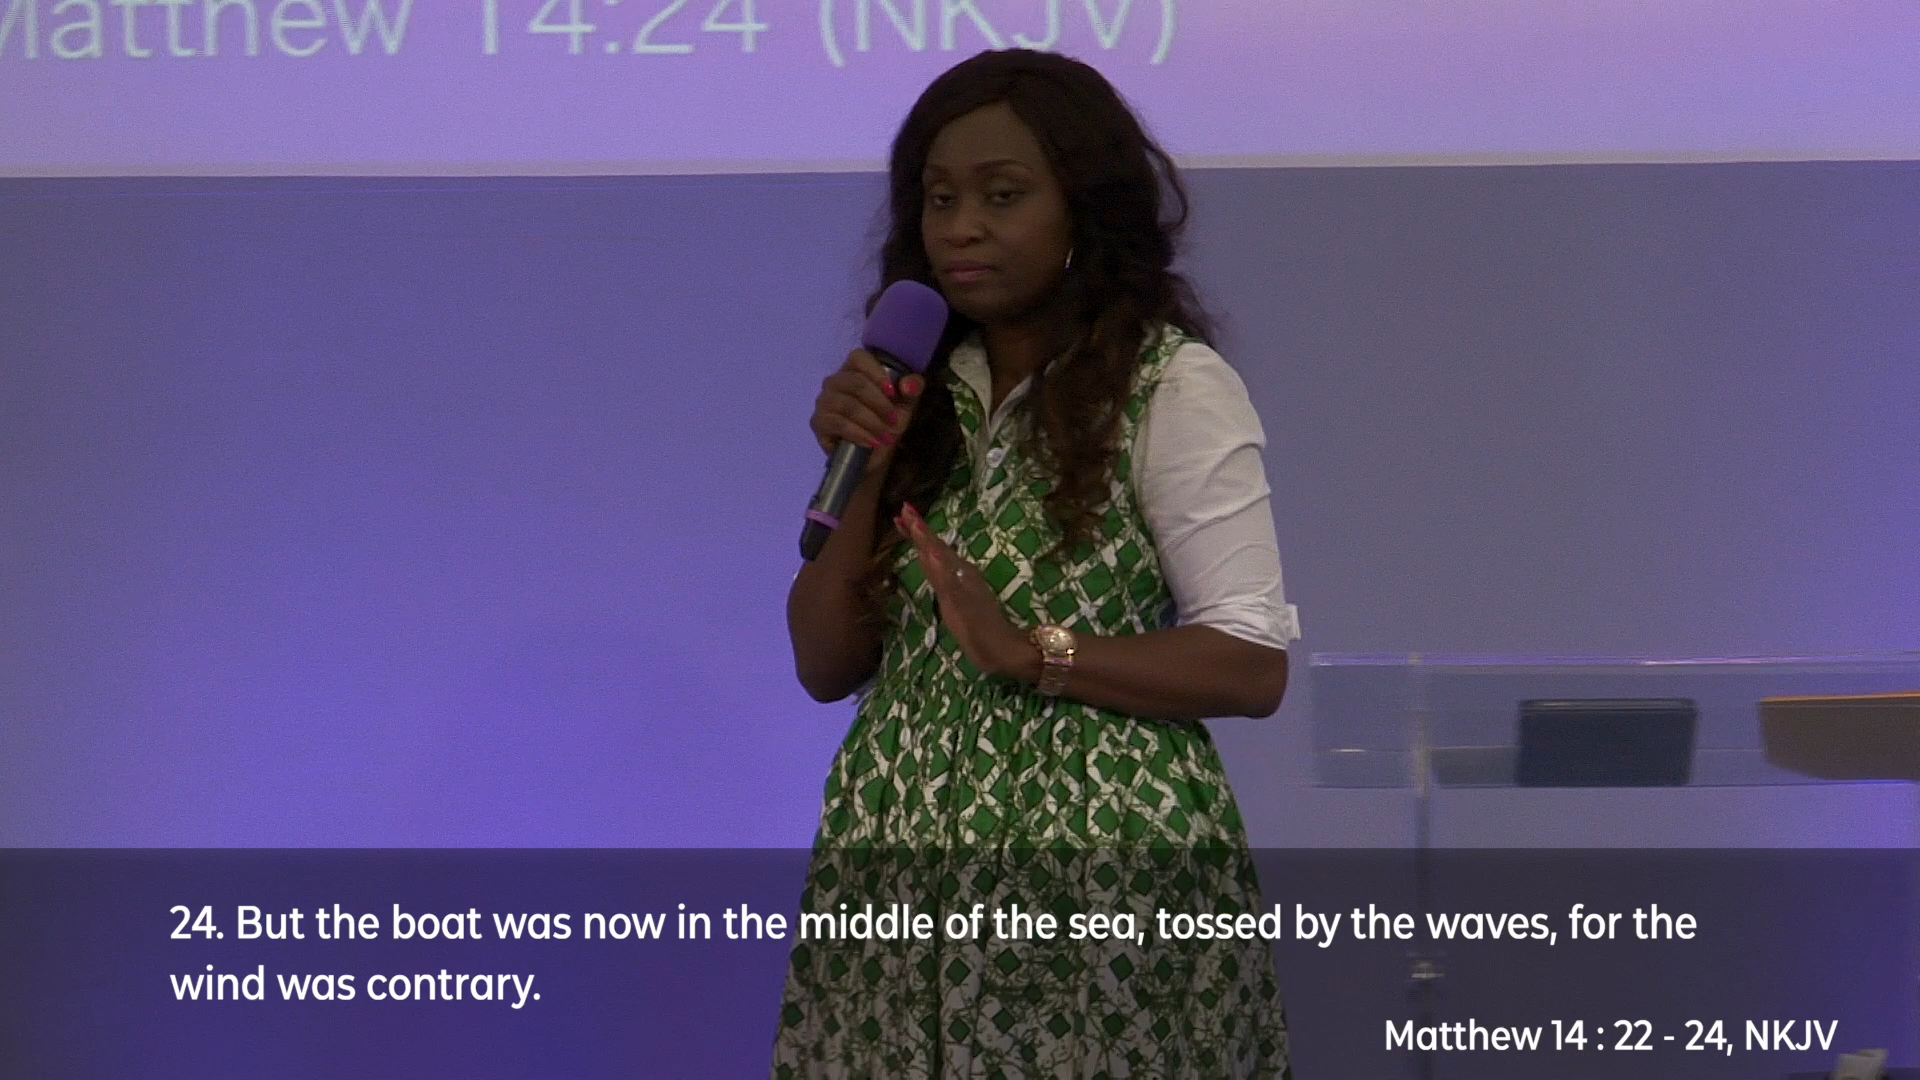 Matthew 14:24 (NKJV)
24. But the boat was now in the middle of the sea, tossed by the waves, for the
wind was contrary.
Matthew 14 : 22 - 24, NKJV